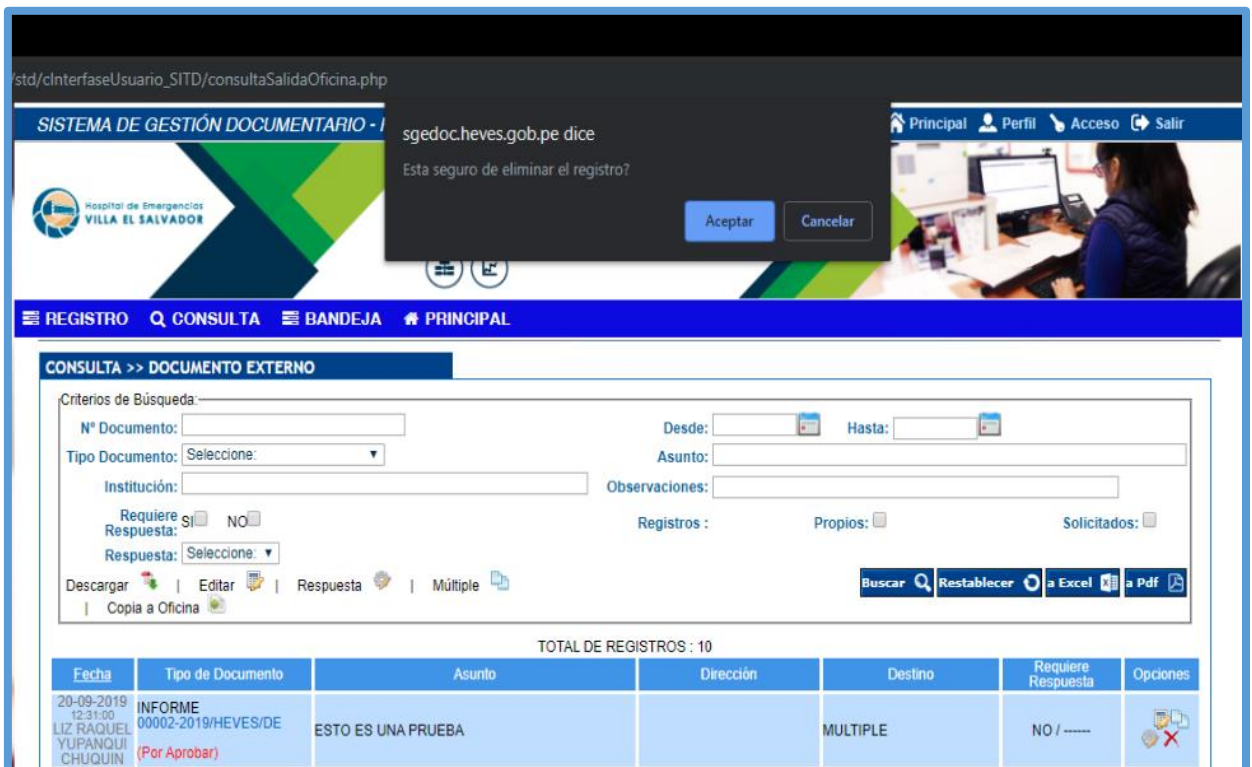 /std/cInterfaseUsuario_SITD/consultaSalidaOficina.php
SISTEMA DE GESTIÓN DOCUMENTARIO -
Principal Perfil Acceso Salir
sgedoc.heves.gob.pe dice
Esta seguro de eliminar el registro?
Aceptar Cancelar
Hospital de Emergencias
VILLA EL SALVADOR
REGISTRO CONSULTA BANDEJA PRINCIPAL
CONSULTA >> DOCUMENTO EXTERNO
Criterios de Búsqueda:
Nº Documento: Desde: Hasta:
Tipo Documento: Seleccione: Asunto:
Institución: Observaciones:
Requiere
Respuesta: SI NO Registros : Propios: Solicitados:
Respuesta: Seleccione:
Descargar | Editar | Respuesta | Múltiple
| Copia a Oficina
Buscar Restablecer a Excel a Pdf
TOTAL DE REGISTROS : 10
Fecha Tipo de Documento Asunto Dirección Destino Requiere Respuesta Opciones
20-09-2019
12:31:00
LIZ RAQUEL
YUPANQUI
CHUQUIN
INFORME
00002-2019/HEVES/DE
(Por Aprobar)
ESTO ES UNA PRUEBA
MULTIPLE
NO / ------